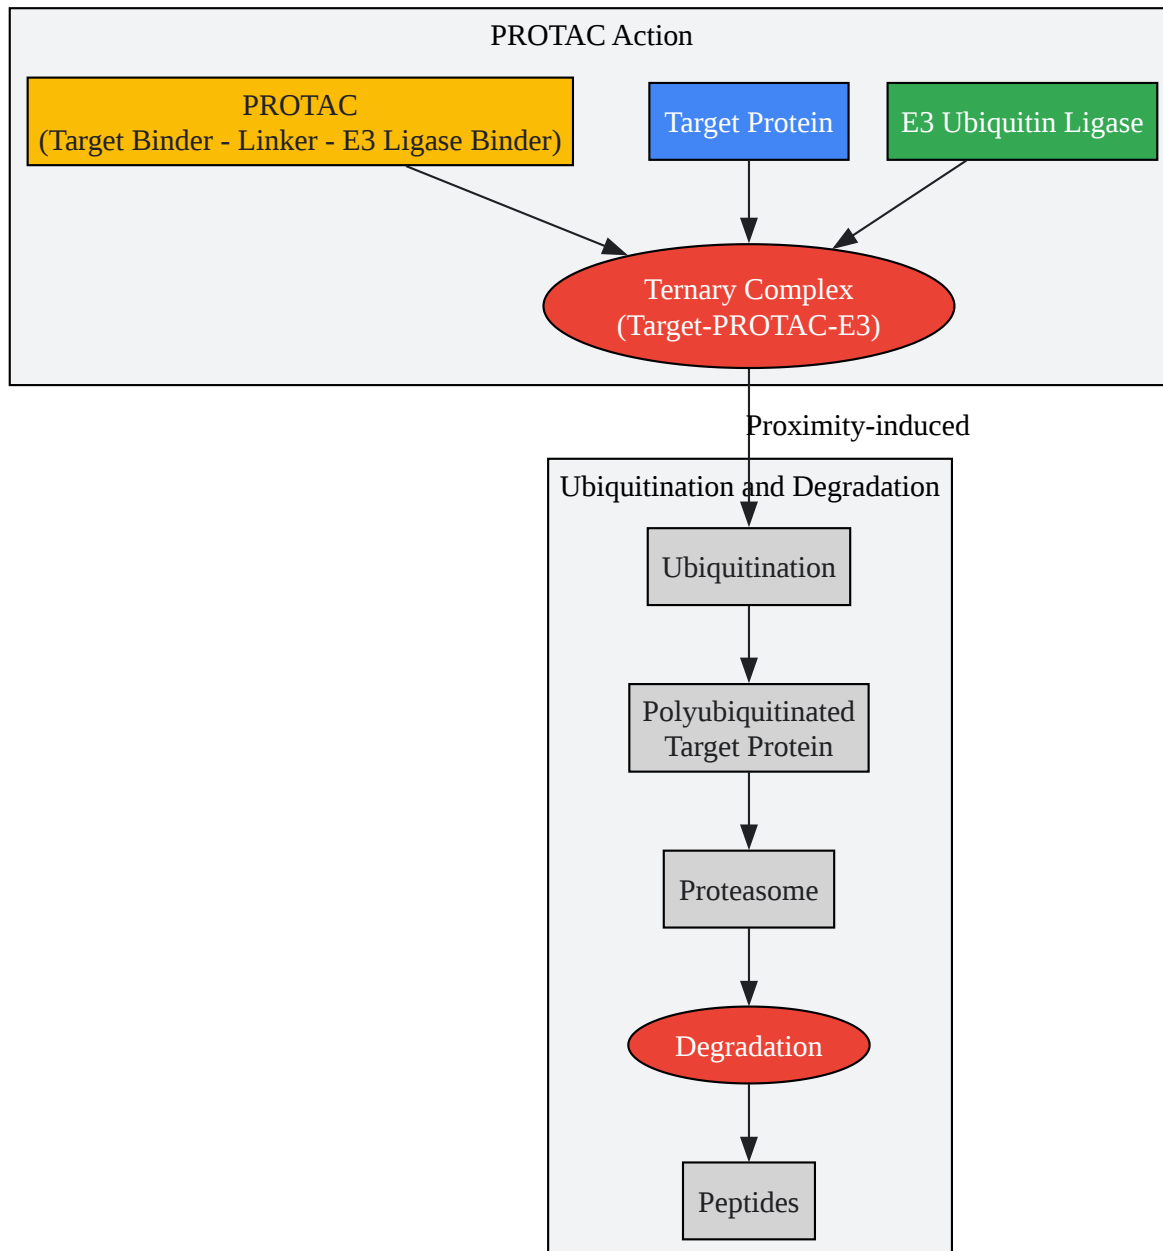 PROTAC Action
PROTAC
(Target Binder - Linker - E3 Ligase Binder)
Target Protein
E3 Ubiquitin Ligase
Ternary Complex
(Target-PROTAC-E3)
Proximity-induced
Ubiquitination and Degradation
Ubiquitination
Polyubiquitinated
Target Protein
Proteasome
Degradation
Peptides